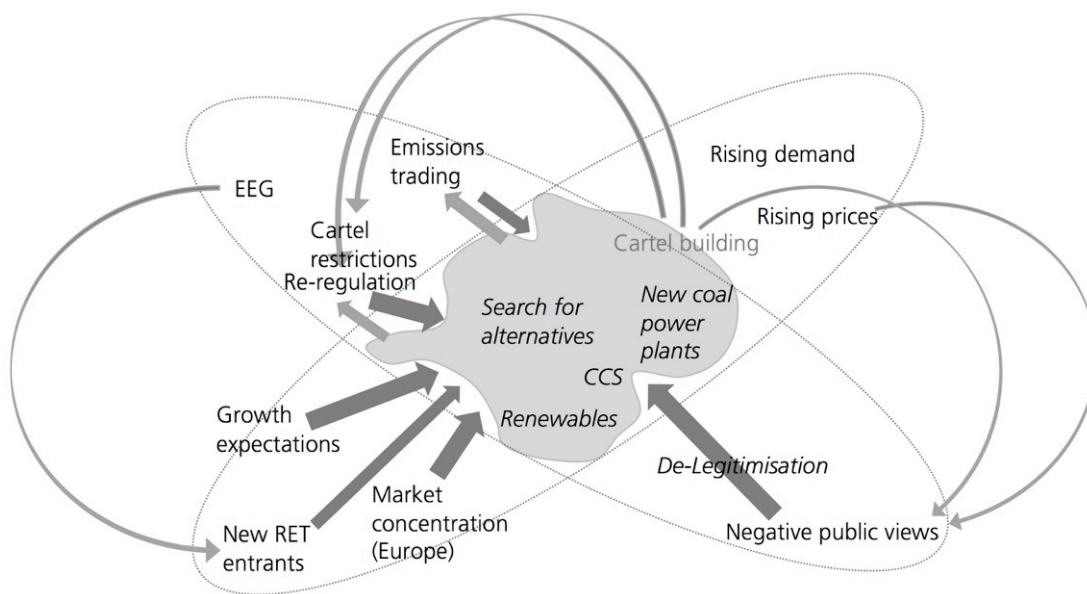 Emissions
trading
Rising demand
EEG
Rising prices
Cartel
restrictions
Re-regulation
Cartel building
Search for
alternatives
New coal
power
plants
CCS
Growth
expectations
Renewables
De-Legitimisation
Market
concentration
(Europe)
New RET
entrants
Negative public views